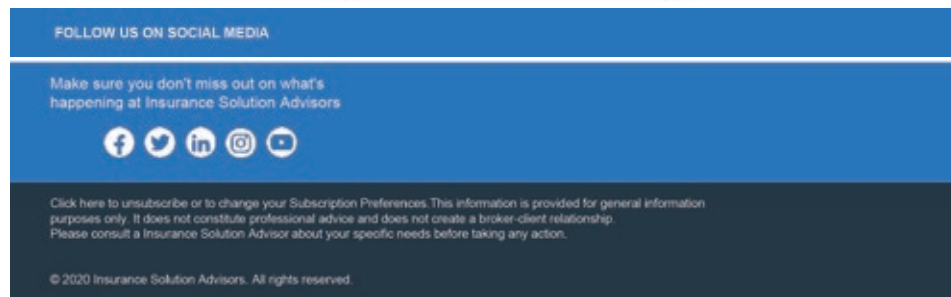 FOLLOW US ON SOCIAL MEDIA
Make sure you don't miss out on what's
happening at Insurance Solution Advisors
Click here to unsubscribe or to change your Subscription Preferences.This information is provided for general information
purposes only. It does not constitute professional advice and does not create a broker-client relationship.
Please consult a Insurance Solution Advisor about your specific needs before taking any action.
© 2020 Insurance Solution Advisors. All rights reserved.